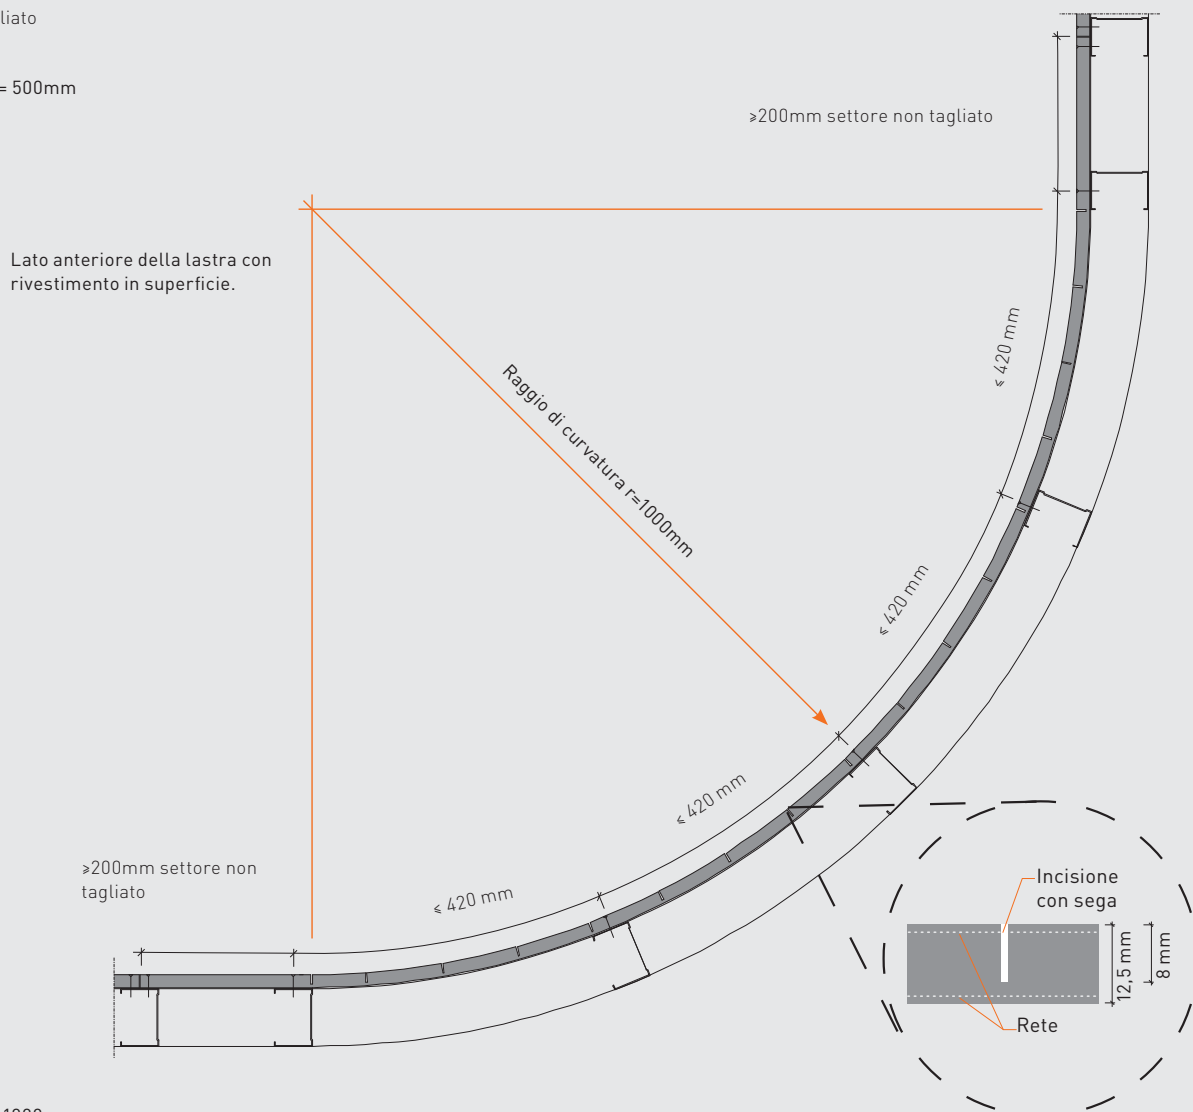 liato
= 500mm
≥200mm settore non tagliato
Lato anteriore della lastra con
rivestimento in superficie.
Raggio di curvatura r=1000mm
≤ 420 mm
≤ 420 mm
≤ 420 mm
≤ 420 mm
≥200mm settore non
tagliato
Incisione
con sega
12,5 mm
8 mm
Rete